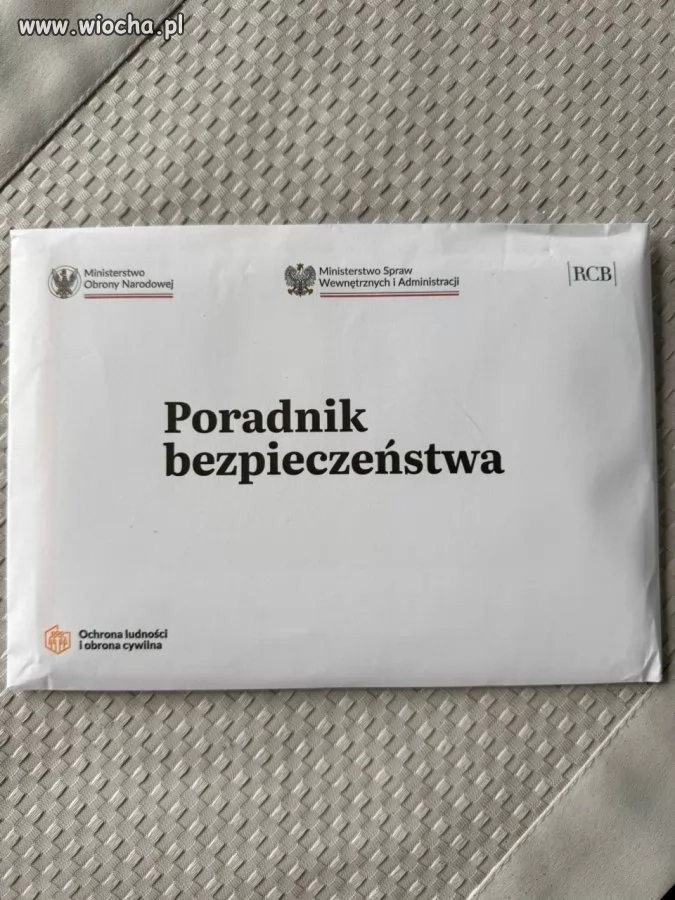 www.wiocha.pl
Ministerstwo
Obrony Narodowej
Ministerstwo Spraw
Wewnętrznych i Administracji
RCB
Poradnik
bezpieczeństwa
Ochrona ludności
i obrona cywilna